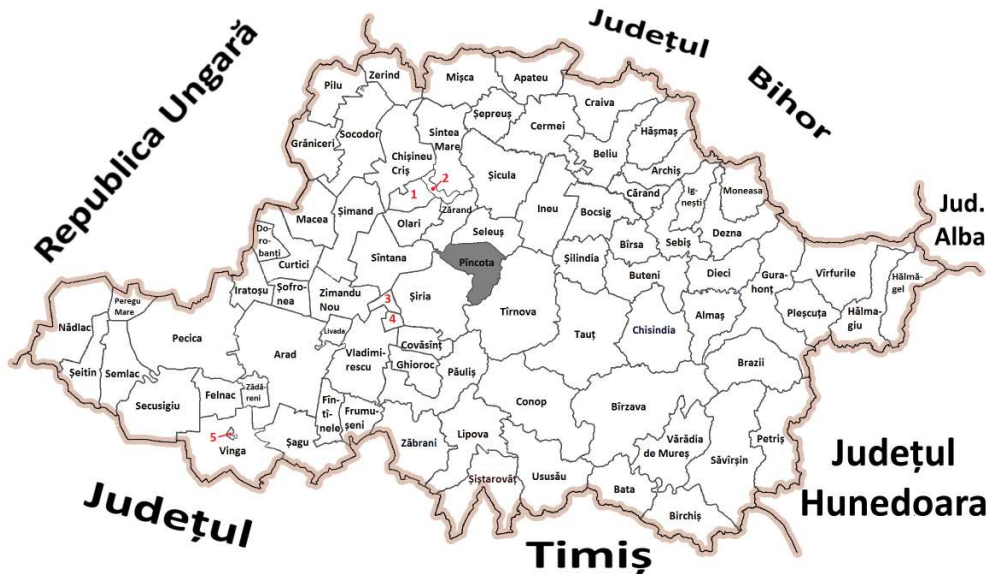 Republica Ungară
Județul
Bihor
Jud.
Alba
Județul
Hunedoara
Județul
Timiș
Pilu
Zerind
Mișca
Apateu
Craiva
Socodor
Sintea
Mare
Șepreuș
Cermei
Hășmaș
Grăniceri
Chișineu
Criș
Beliu
Archiș
2
1
Șicula
Cărand
Ig-
nești
Moneasa
Macea
Șimand
Olari
Zărand
Ineu
Bocsig
Seleuș
Bîrsa
Sebiș
Dezna
Do-
ro-
banți
Curtici
Sîntana
Pîncota
Șilindia
Buteni
Dieci
Gura-
honț
Vîrfurile
Hălmă-
gel
Iratoșu
Șofro-
nea
Zimandu
Nou
3
Șiria
4
Tîrnova
Almaș
Pleșcuța
Hălma-
giu
Peregu
Mare
Nădlac
Pecica
Arad
Livada
Covăsînț
Tauț
Chisindia
Vladimi-
rescu
Ghioroc
Păuliș
Brazii
Șeitin
Semlac
Secusigiu
Felnac
Zădă-
reni
Fîn-
tî-
nele
Frumu-
șeni
Conop
Bîrzava
5
Vinga
Șagu
Zăbrani
Lipova
Vărădia
de Mureș
Săvîrșin
Petriș
Șiștarovăț
Ususău
Bata
Birchiș